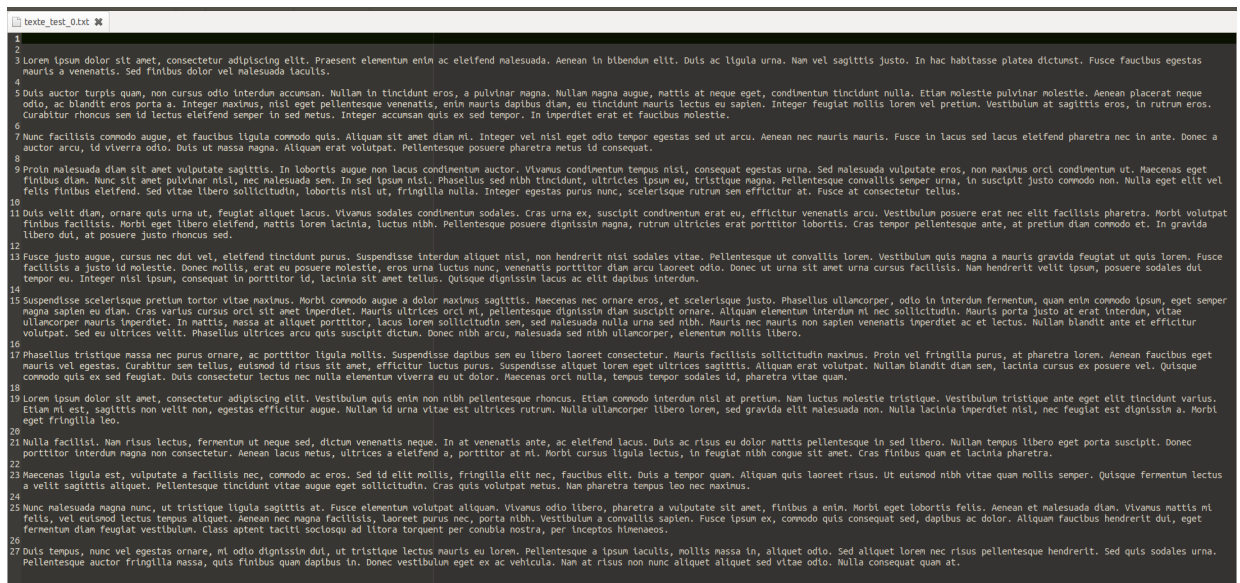 texte_test_0.txt ✖
1
2
3 Lorem ipsum dolor sit amet, consectetur adipiscing elit. Praesent elementum enim ac eleifend malesuada. Aenean in bibendum elit. Duis ac ligula urna. Nam vel sagittis justo. In hac habitasse platea dictumst. Fusce faucibus egestas
mauris a venenatis. Sed finibus dolor vel malesuada iaculis.
4
5 Duis auctor turpis quam, non cursus odio interdum accumsan. Nullam in tincidunt eros, a pulvinar magna. Nullam magna augue, mattis at neque eget, condimentum tincidunt nulla. Etiam molestie pulvinar molestie. Aenean placerat neque
odio, ac blandit eros porta a. Integer maximus, nisl eget pellentesque venenatis, enim mauris dapibus diam, eu tincidunt mauris lectus eu sapien. Integer feugiat mollis lorem vel pretium. Vestibulum at sagittis eros, in rutrum eros.
Curabitur rhoncus sem id lectus eleifend semper in sed metus. Integer accumsan quis ex sed tempor. In imperdiet erat et faucibus molestie.
6
7 Nunc facilisis commodo augue, et faucibus ligula commodo quis. Aliquam sit amet diam mi. Integer vel nisl eget odio tempor egestas sed ut arcu. Aenean nec mauris mauris. Fusce in lacus sed lacus eleifend pharetra nec in ante. Donec a
auctor arcu, id viverra odio. Duis ut massa magna. Aliquam erat volutpat. Pellentesque posuere pharetra metus id consequat.
8
9 Proin malesuada diam sit amet vulputate sagittis. In lobortis augue non lacus condimentum auctor. Vivamus condimentum tempus nisi, consequat egestas urna. Sed malesuada vulputate eros, non maximus orci condimentum ut. Maecenas eget
finibus diam. Nunc sit amet pulvinar nisl, nec malesuada sem. In sed ipsum nisi. Phasellus sed nibh tincidunt, ultricies ipsum eu, tristique magna. Pellentesque convallis semper urna, in suscipit justo commodo non. Nulla eget elit vel
felis finibus eleifend. Sed vitae libero sollicitudin, lobortis nisl ut, fringilla nulla. Integer egestas purus nunc, scelerisque rutrum sem efficitur at. Fusce at consectetur tellus.
10
11 Duis velit diam, ornare quis urna ut, feugiat aliquet lacus. Vivamus sodales condimentum sodales. Cras urna ex, suscipit condimentum erat eu, efficitur venenatis arcu. Vestibulum posuere erat nec elit facilisis pharetra. Morbi volutpat
finibus facilisis. Morbi eget libero eleifend, mattis lorem lacinia, luctus nibh. Pellentesque posuere dignissim magna, rutrum ultricies erat porttitor lobortis. Cras tempor pellentesque ante, at pretium diam commodo et. In gravida
libero dui, at posuere justo rhoncus sed.
12
13 Fusce justo augue, cursus nec dui vel, eleifend tincidunt purus. Suspendisse interdum aliquet nisl, non hendrerit nisi sodales vitae. Pellentesque ut convallis lorem. Vestibulum quis magna a mauris gravida feugiat ut quis lorem. Fusce
facilisis a justo id molestie. Donec mollis, erat eu posuere molestie, eros urna luctus nunc, venenatis porttitor diam arcu laoreet odio. Donec ut urna sit amet urna cursus facilisis. Nam hendrerit velit ipsum, posuere sodales dui
tempor eu. Integer nisl ipsum, consequat in porttitor id, lacinia sit amet tellus. Quisque dignissim lacus ac elit dapibus interdum.
14
15 Suspendisse scelerisque pretium tortor vitae maximus. Morbi commodo augue a dolor maximus sagittis. Maecenas nec ornare eros, et scelerisque justo. Phasellus ullamcorper, odio in interdum fermentum, quam enim commodo ipsum, eget semper
magna sapien eu diam. Cras varius cursus orci sit amet imperdiet. Mauris ultrices orci mi, pellentesque dignissim diam suscipit ornare. Aliquam elementum interdum mi nec sollicitudin. Mauris porta justo at erat interdum, vitae
ullamcorper mauris imperdiet. In mattis, massa at aliquet porttitor, lacus lorem sollicitudin sem, sed malesuada nulla urna sed nibh. Mauris nec mauris non sapien venenatis imperdiet ac et lectus. Nullam blandit ante et efficitur
volutpat. Sed eu ultrices velit. Phasellus ultrices arcu quis suscipit dictum. Donec nibh arcu, malesuada sed nibh ullamcorper, elementum mollis libero.
16
17 Phasellus tristique massa nec purus ornare, ac porttitor ligula mollis. Suspendisse dapibus sem eu libero laoreet consectetur. Mauris facilisis sollicitudin maximus. Proin vel fringilla purus, at pharetra lorem. Aenean faucibus eget
mauris vel egestas. Curabitur sem tellus, euismod id risus sit amet, efficitur luctus purus. Suspendisse aliquet lorem eget ultrices sagittis. Aliquam erat volutpat. Nullam blandit diam sem, lacinia cursus ex posuere vel. Quisque
commodo quis ex sed feugiat. Duis consectetur lectus nec nulla elementum viverra eu ut dolor. Maecenas orci nulla, tempus tempor sodales id, pharetra vitae quam.
18
19 Lorem ipsum dolor sit amet, consectetur adipiscing elit. Vestibulum quis enim non nibh pellentesque rhoncus. Etiam commodo interdum nisl at pretium. Nam luctus molestie tristique. Vestibulum tristique ante eget elit tincidunt varius.
Etiam mi est, sagittis non velit non, egestas efficitur augue. Nullam id urna vitae est ultrices rutrum. Nulla ullamcorper libero lorem, sed gravida elit malesuada non. Nulla lacinia imperdiet nisl, nec feugiat est dignissim a. Morbi
eget fringilla leo.
20
21 Nulla facilisi. Nam risus lectus, fermentum ut neque sed, dictum venenatis neque. In at venenatis ante, ac eleifend lacus. Duis ac risus eu dolor mattis pellentesque in sed libero. Nullam tempus libero eget porta suscipit. Donec
porttitor interdum magna non consectetur. Aenean lacus metus, ultrices a eleifend a, porttitor at mi. Morbi cursus ligula lectus, in feugiat nibh congue sit amet. Cras finibus quam et lacinia pharetra.
22
23 Maecenas ligula est, vulputate a facilisis nec, commodo ac eros. Sed id elit mollis, fringilla elit nec, faucibus elit. Duis a tempor quam. Aliquam quis laoreet risus. Ut euismod nibh vitae quam mollis semper. Quisque fermentum lectus
a velit sagittis aliquet. Pellentesque tincidunt vitae augue eget sollicitudin. Cras quis volutpat metus. Nam pharetra tempus leo nec maximus.
24
25 Nunc malesuada magna nunc, ut tristique ligula sagittis at. Fusce elementum volutpat aliquam. Vivamus odio libero, pharetra a vulputate sit amet, finibus a enim. Morbi eget lobortis felis. Aenean et malesuada diam. Vivamus mattis mi
felis, vel euismod lectus tempus aliquet. Aenean nec magna facilisis, laoreet purus nec, porta nibh. Vestibulum a convallis sapien. Fusce ipsum ex, commodo quis consequat sed, dapibus ac dolor. Aliquam faucibus hendrerit dui, eget
fermentum diam feugiat vestibulum. Class aptent taciti sociosqu ad litora torquent per conubia nostra, per inceptos himenaeos.
26
27 Duis tempus, nunc vel egestas ornare, mi odio dignissim dui, ut tristique lectus mauris eu lorem. Pellentesque a ipsum iaculis, mollis massa in, aliquet odio. Sed aliquet lorem nec risus pellentesque hendrerit. Sed quis sodales urna.
Pellentesque auctor fringilla massa, quis finibus quam dapibus in. Donec vestibulum eget ex ac vehicula. Nam at risus non nunc aliquet aliquet sed vitae odio. Nulla consequat quam at.